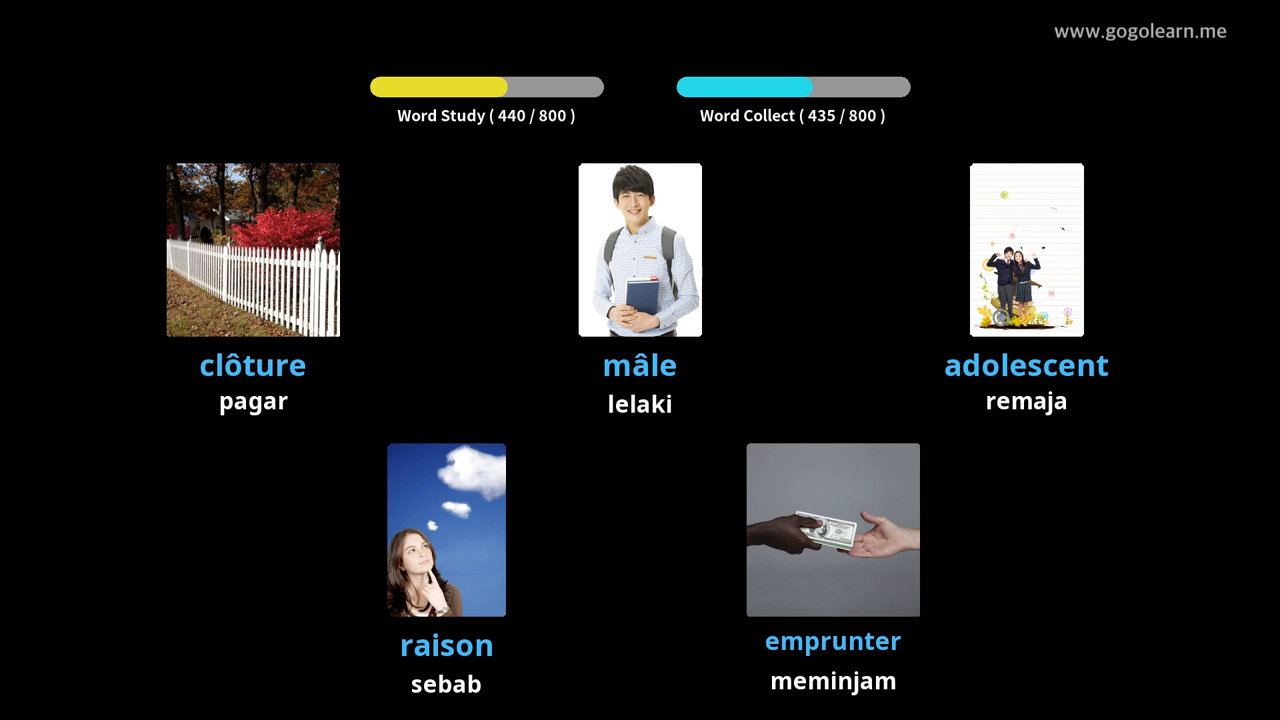 www.gogolearn.me
Word Study ( 440 / 800 )
Word Collect ( 435 / 800 )
clôture
pagar
mâle
lelaki
adolescent
remaja
raison
sebab
emprunter
meminjam